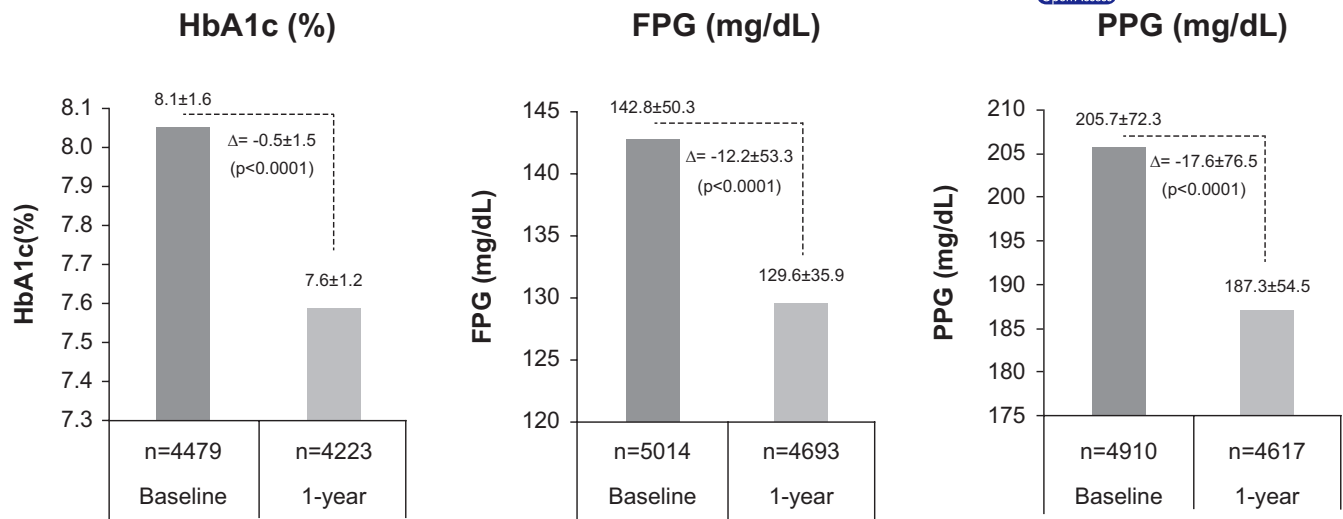 HbA1c (%)
8.1
8.0
7.9
7.8
7.7
7.6
7.5
7.4
7.3
HbA1c(%)
8.1±1.6
Δ= -0.5±1.5
(p<0.0001)
7.6±1.2
n=4479
n=4223
Baseline
1-year
FPG (mg/dL)
145
142
140
135
130
125
120
FPG (mg/dL)
142.8±50.3
Δ= -12.2±53.3
(p<0.0001)
129.6±35.9
n=5014
n=4693
Baseline
1-year
PPG (mg/dL)
210
205
200
195
190
185
180
175
PPG (mg/dL)
205.7±72.3
Δ= -17.6±76.5
(p<0.0001)
187.3±54.5
n=4910
n=4617
Baseline
1-year